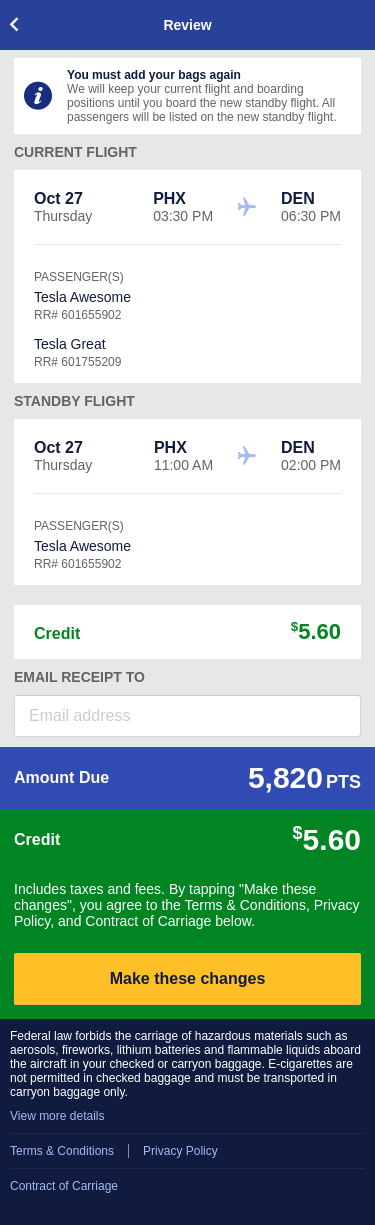 Review
You must add your bags again
We will keep your current flight and boarding
positions until you board the new standby flight. All
passengers will be listed on the new standby flight.
CURRENT FLIGHT
Oct 27 PHX DEN
Thursday 03:30 PM 06:30 PM
PASSENGER(S)
Tesla Awesome
RR# 601655902
Tesla Great
RR# 601755209
STANDBY FLIGHT
Oct 27 PHX DEN
Thursday 11:00 AM 02:00 PM
PASSENGER(S)
Tesla Awesome
RR# 601655902
Credit $5.60
EMAIL RECEIPT TO
Email address
Amount Due 5,820 PTS
Credit $5.60
Includes taxes and fees. By tapping "Make these
changes", you agree to the Terms & Conditions, Privacy
Policy, and Contract of Carriage below.
Make these changes
Federal law forbids the carriage of hazardous materials such as
aerosols, fireworks, lithium batteries and flammable liquids aboard
the aircraft in your checked or carryon baggage. E-cigarettes are
not permitted in checked baggage and must be transported in
carryon baggage only.
View more details
Terms & Conditions Privacy Policy
Contract of Carriage